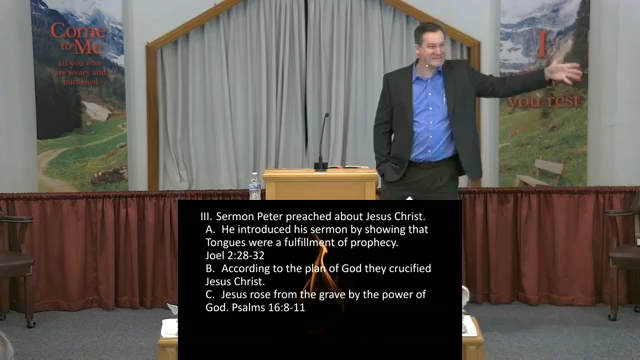 Come
to Me
all you who
are weary and
burdened
I
you rest
III. Sermon Peter preached about Jesus Christ.
A. He introduced his sermon by showing that
Tongues were a fulfillment of prophecy.
Joel 2:28-32
B. According to the plan of God they crucified
Jesus Christ.
C. Jesus rose from the grave by the power of
God. Psalms 16:8-11